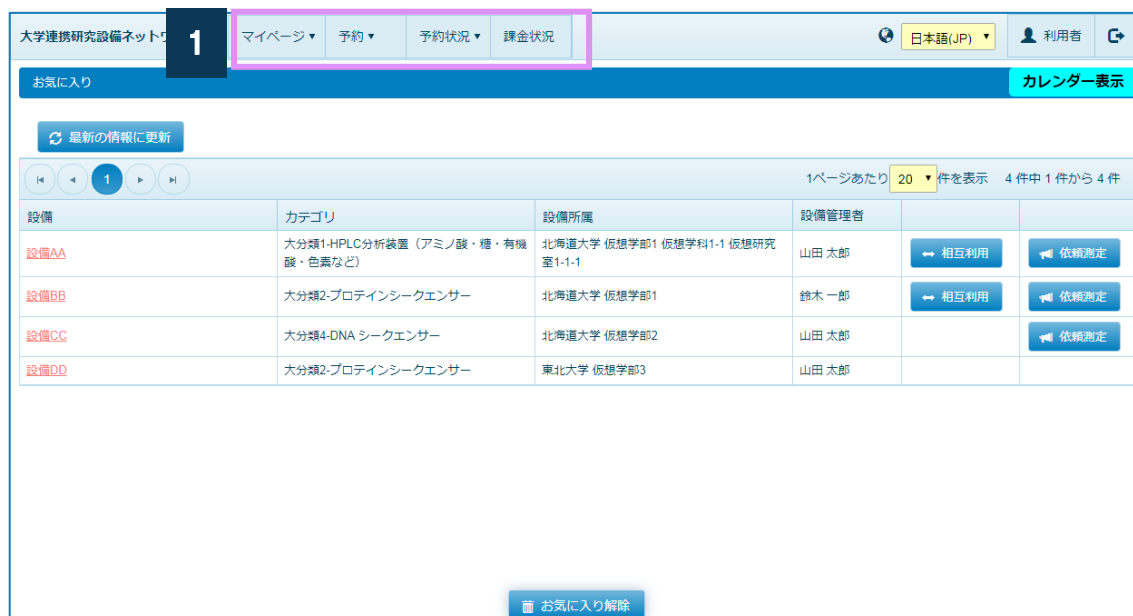 大学連携研究設備ネットワ 1 マイページ▼ 予約▼ 予約状況▼ 課金状況 日本語(JP) ▼ 利用者
お気に入り カレンダー表示
最新の情報に更新
1 1ページあたり 20 ▼ 件を表示 4 件中 1 件から 4 件
設備 カテゴリ 設備所属 設備管理者
設備AA 大分類1-HPLC分析装置（アミノ酸・糖・有機 北海道大学 仮想学部1 仮想学科1-1 仮想研究 山田 太郎 相互利用 依頼測定
酸・色素など） 室1-1-1
設備BB 大分類2-プロテインシークエンサー 北海道大学 仮想学部1 鈴木 一郎 相互利用 依頼測定
設備CC 大分類4-DNA シークエンサー 北海道大学 仮想学部2 山田 太郎 依頼測定
設備DD 大分類2-プロテインシークエンサー 東北大学 仮想学部3 山田 太郎
お気に入り解除